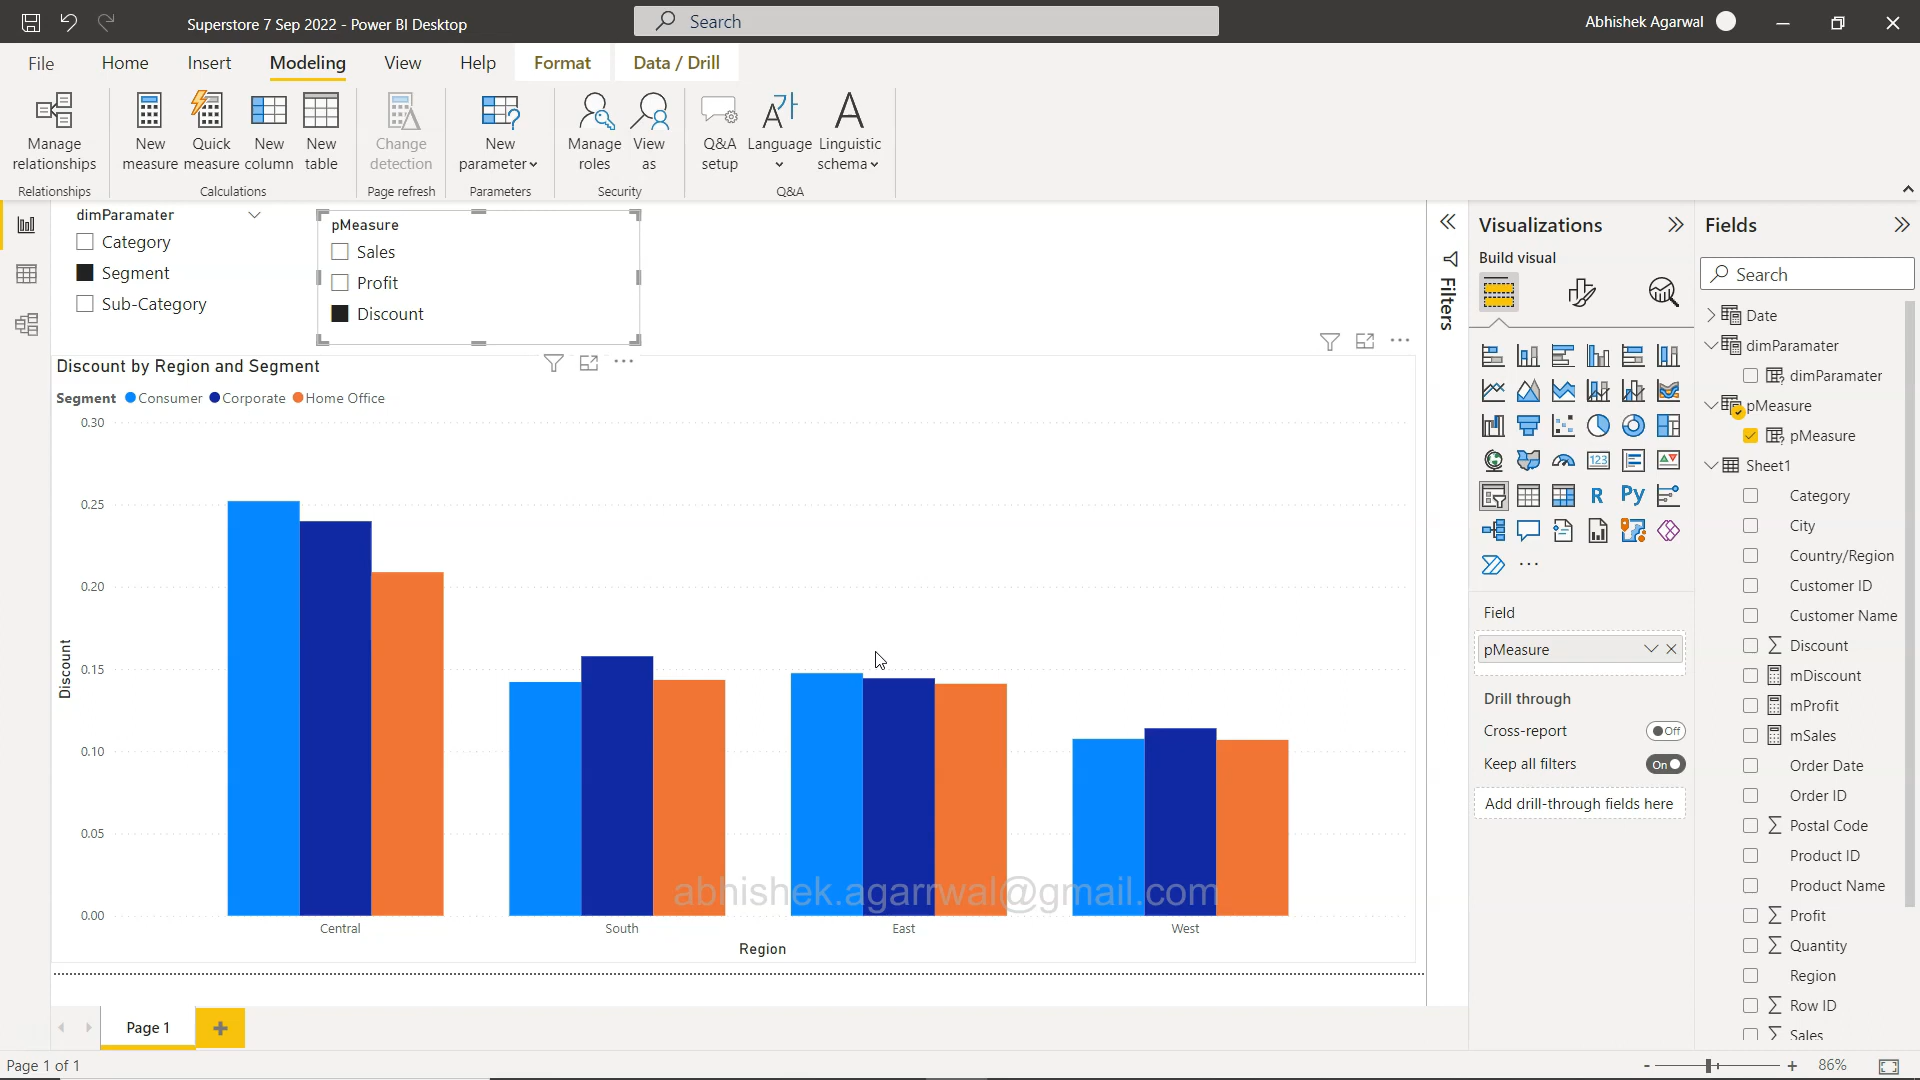 Superstore 7 Sep 2022 - Power BI Desktop
Search
Abhishek Agarwal
File
Home
Insert
Modeling
View
Help
Format
Data / Drill
Manage relationships
New measure
Quick measure
New column
New table
Change detection
New parameter
Manage roles
View as
Q&A setup
Language
Linguistic schema
Relationships
Calculations
Page refresh
Parameters
Security
Q&A
dimParamater
Category
Segment
Sub-Category
pMeasure
Sales
Profit
Discount
Discount by Region and Segment
Segment
Consumer
Corporate
Home Office
0.30
0.25
0.20
0.15
0.10
0.05
0.00
Discount
Central
South
East
West
Region
abhishek.agarrwal@gmail.com
Page 1
Page 1 of 1
Filters
Visualizations
Build visual
123
R
Py
...
Field
pMeasure
Drill through
Cross-report
Off
Keep all filters
On
Add drill-through fields here
Fields
Search
Date
dimParamater
dimParamater
pMeasure
pMeasure
Sheet1
Category
City
Country/Region
Customer ID
Customer Name
Discount
mDiscount
mProfit
mSales
Order Date
Order ID
Postal Code
Product ID
Product Name
Profit
Quantity
Region
Row ID
Sales
86%